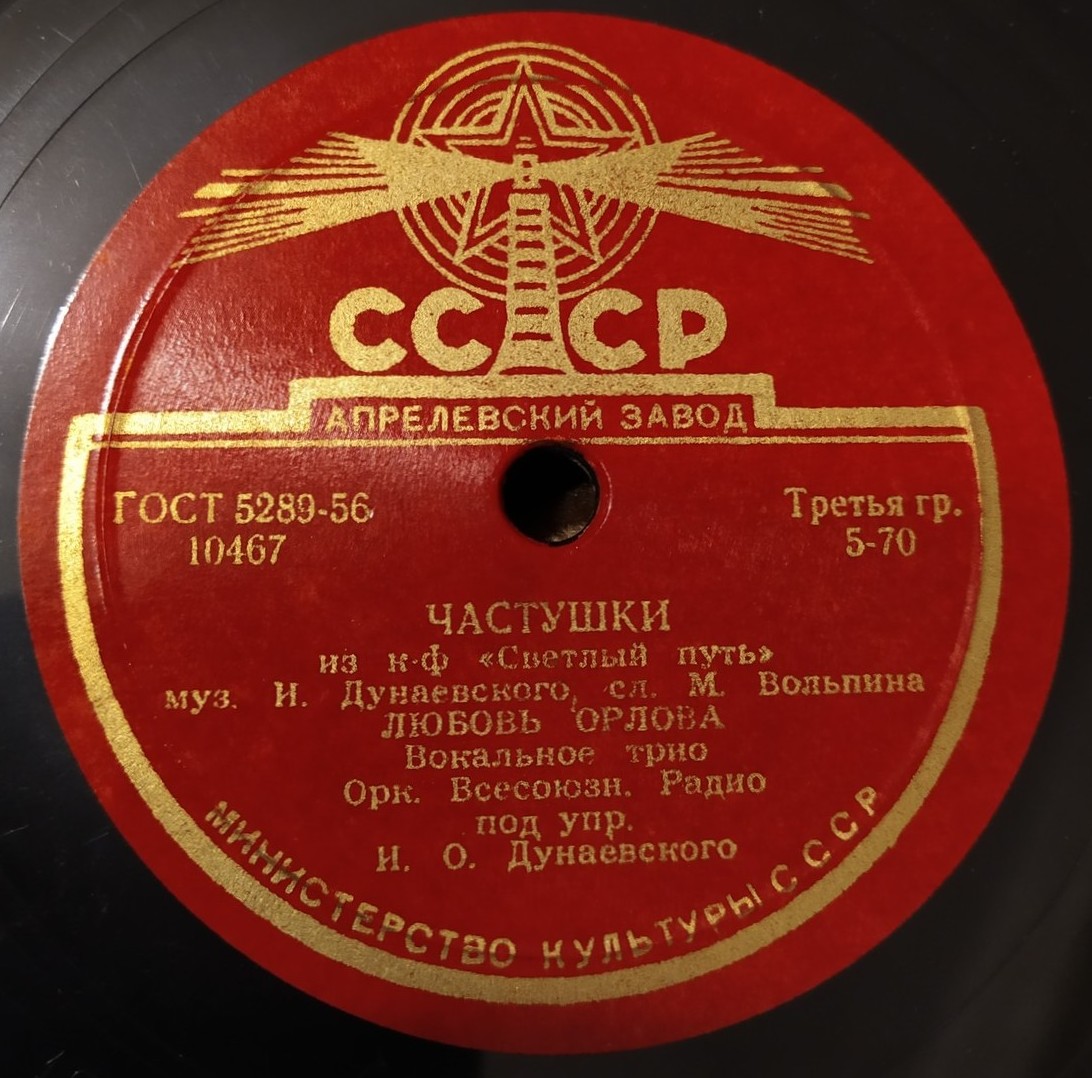 СССР
АПРЕЛЕВСКИЙ ЗАВОД
ГОСТ 5289-56
10467
Третья гр.
5-70
ЧАСТУШКИ
из к-ф «Светлый путь»
муз. И. Дунаевского, сл. М. Вольпина
ЛЮБОВЬ ОРЛОВА
Вокальное трио
Орк. Всесоюзн. Радио
под упр.
И. О. Дунаевского
МИНИСТЕРСТВО КУЛЬТУРЫ СССР